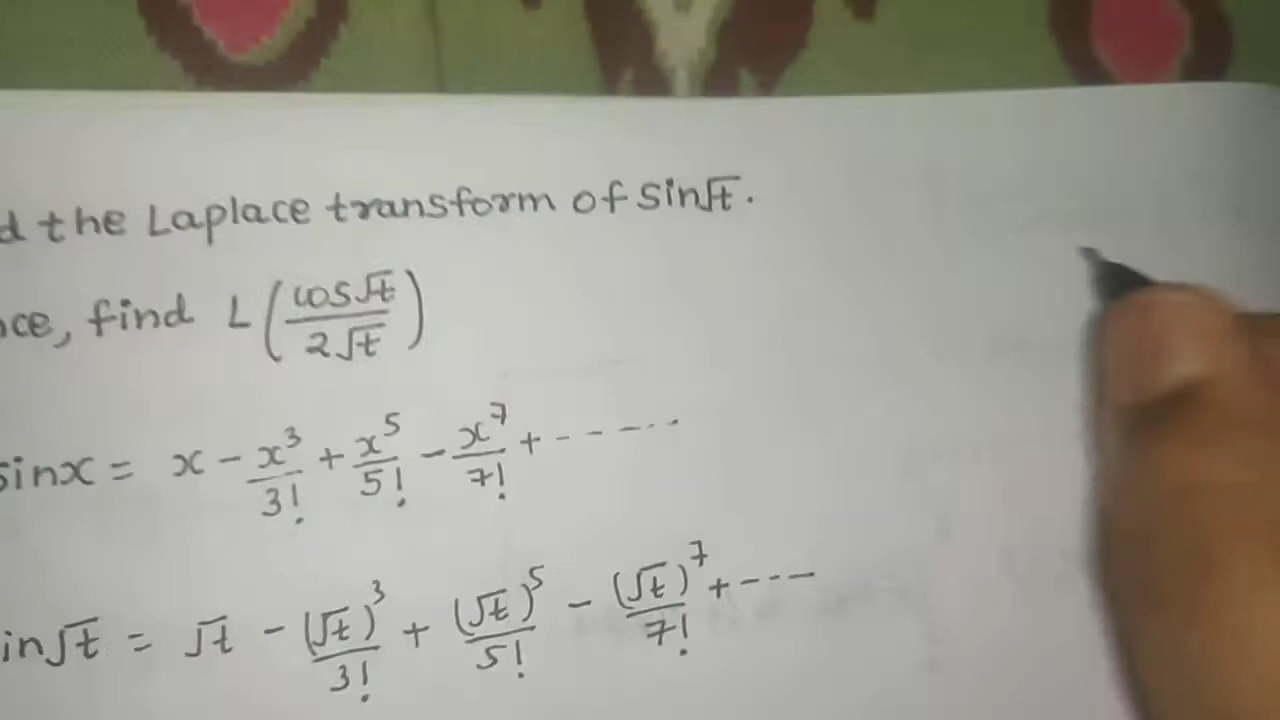 d the Laplace transform of sin√t.
nce, find L(cos√t/2√t)
sinx = x - x³/3! + x⁵/5! - x⁷/7! + ------
in√t = √t - (√t)³/3! + (√t)⁵/5! - (√t)⁷/7! + ---